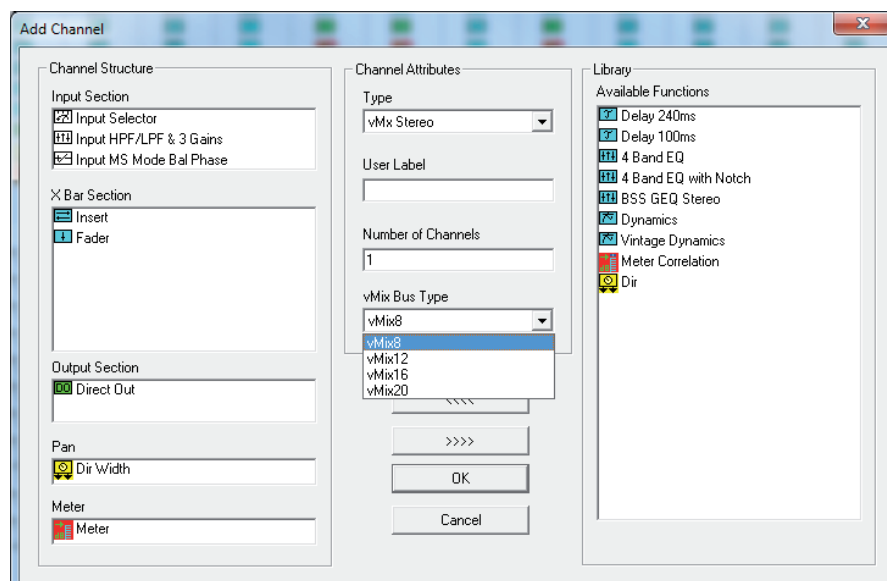 Add Channel
Channel Structure
Input Section
Input Selector
Input HPF/LPF & 3 Gains
Input MS Mode Bal Phase
X Bar Section
Insert
Fader
Output Section
DO Direct Out
Pan
Dir Width
Meter
Meter
Channel Attributes
Type
vMx Stereo
User Label
Number of Channels
1
vMix Bus Type
vMix8
vMix8
vMix12
vMix16
vMix20
<<<<
>>>>
OK
Cancel
Library
Available Functions
Delay 240ms
Delay 100ms
4 Band EQ
4 Band EQ with Notch
BSS GEQ Stereo
Dynamics
Vintage Dynamics
Meter Correlation
Dir